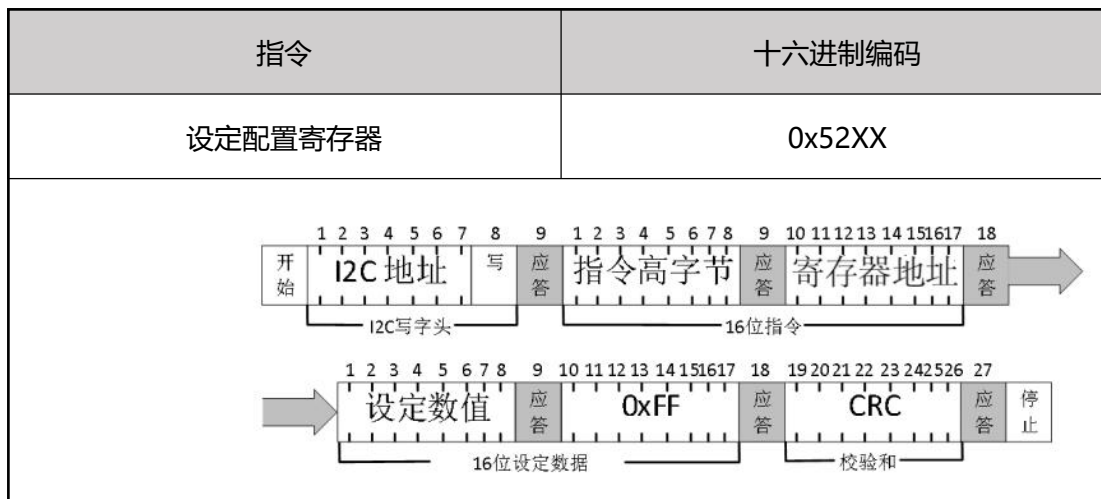 指令 十六进制编码
设定配置寄存器 0x52XX
1 2 3 4 5 6 7 8 9 1 2 3 4 5 6 7 8 9 10 11 12 13 14 15 16 17 18
开始 I2C 地址 写 应答 指令高字节 应答 寄存器地址 应答
I2C写字头 16位指令
1 2 3 4 5 6 7 8 9 10 11 12 13 14 15 16 17 18 19 20 21 22 23 24 25 26 27
设定数值 应答 0xFF 应答 CRC 应答 停止
16位设定数据 校验和